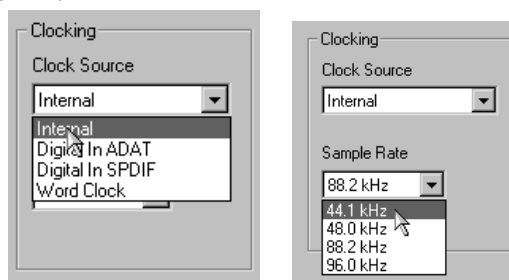 Clocking
Clock Source
Internal
Internal
Digital In ADAT
Digital In SPDIF
Word Clock
Clocking
Clock Source
Internal
Sample Rate
88.2 kHz
44.1 kHz
48.0 kHz
88.2 kHz
96.0 kHz